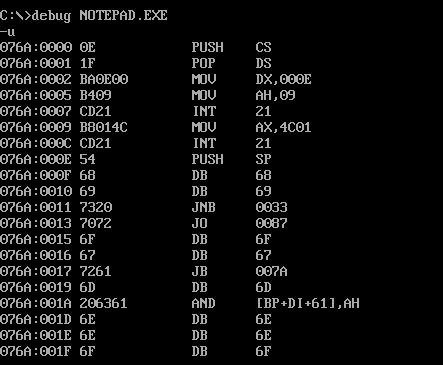 C:\>debug NOTEPAD.EXE
-u
076A:0000 0E PUSH CS
076A:0001 1F POP DS
076A:0002 BA0E00 MOV DX,000E
076A:0005 B409 MOV AH,09
076A:0007 CD21 INT 21
076A:0009 B8014C MOV AX,4C01
076A:000C CD21 INT 21
076A:000E 54 PUSH SP
076A:000F 68 DB 68
076A:0010 69 DB 69
076A:0011 7320 JNB 0033
076A:0013 7072 JO 0087
076A:0015 6F DB 6F
076A:0016 67 DB 67
076A:0017 7261 JB 007A
076A:0019 6D DB 6D
076A:001A 206361 AND [BP+DI+61],AH
076A:001D 6E DB 6E
076A:001E 6E DB 6E
076A:001F 6F DB 6F